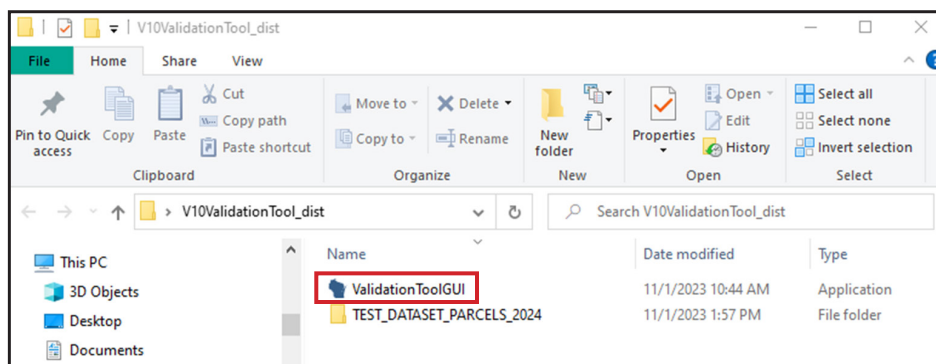 V10ValidationTool_dist
File Home Share View
Pin to Quick access
Copy
Paste
Cut
Copy path
Paste shortcut
Clipboard
Move to
Copy to
Delete
Rename
Organize
New folder
New
Properties
Open
Edit
History
Open
Select all
Select none
Invert selection
Select
V10ValidationTool_dist
Search V10ValidationTool_dist
This PC
3D Objects
Desktop
Documents
Name Date modified Type
ValidationToolGUI 11/1/2023 10:44 AM Application
TEST_DATASET_PARCELS_2024 11/1/2023 1:57 PM File folder